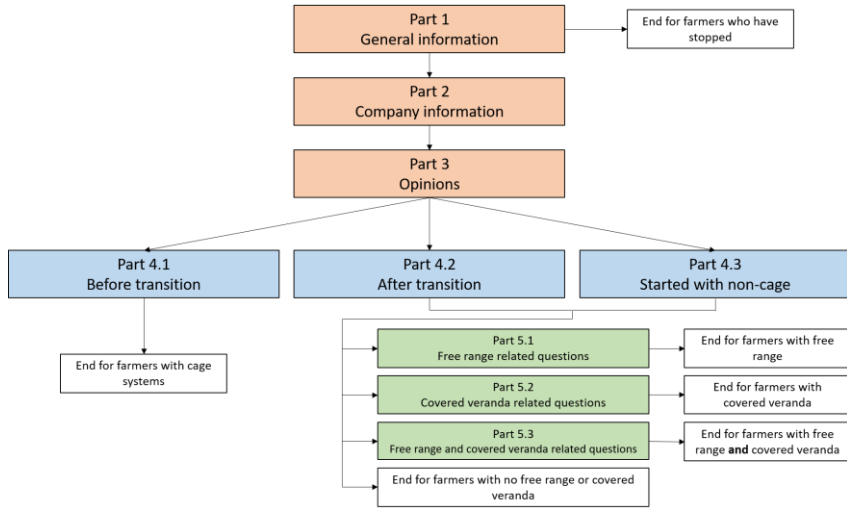 Part 1
General information
End for farmers who have
stopped
Part 2
Company information
Part 3
Opinions
Part 4.1
Before transition
Part 4.2
After transition
Part 4.3
Started with non-cage
End for farmers with cage
systems
Part 5.1
Free range related questions
End for farmers with free
range
Part 5.2
Covered veranda related questions
End for farmers with
covered veranda
Part 5.3
Free range and covered veranda related questions
End for farmers with free
range and covered veranda
End for farmers with no free range or covered
veranda